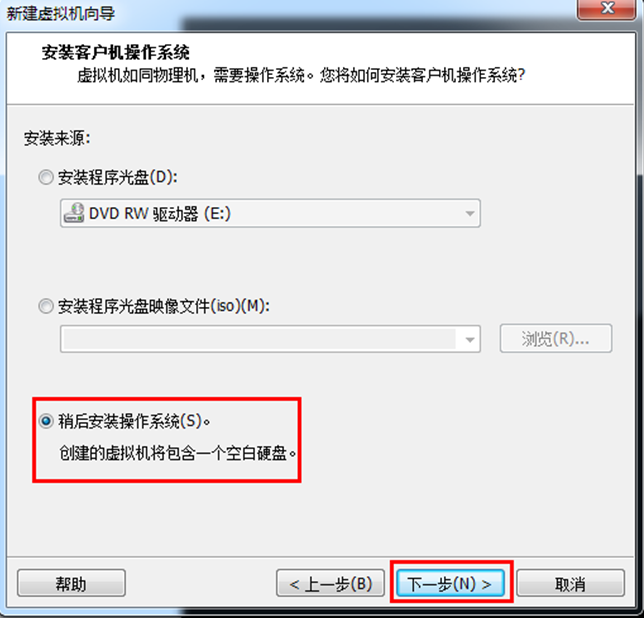 新建虚拟机向导
安装客户机操作系统
虚拟机如同物理机，需要操作系统。您将如何安装客户机操作系统?
安装来源:
安装程序光盘(D):
DVD RW 驱动器 (E:)
安装程序光盘映像文件(iso)(M):
浏览(R)...
稍后安装操作系统(S)。
创建的虚拟机将包含一个空白硬盘。
帮助
< 上一步(B)
下一步(N) >
取消